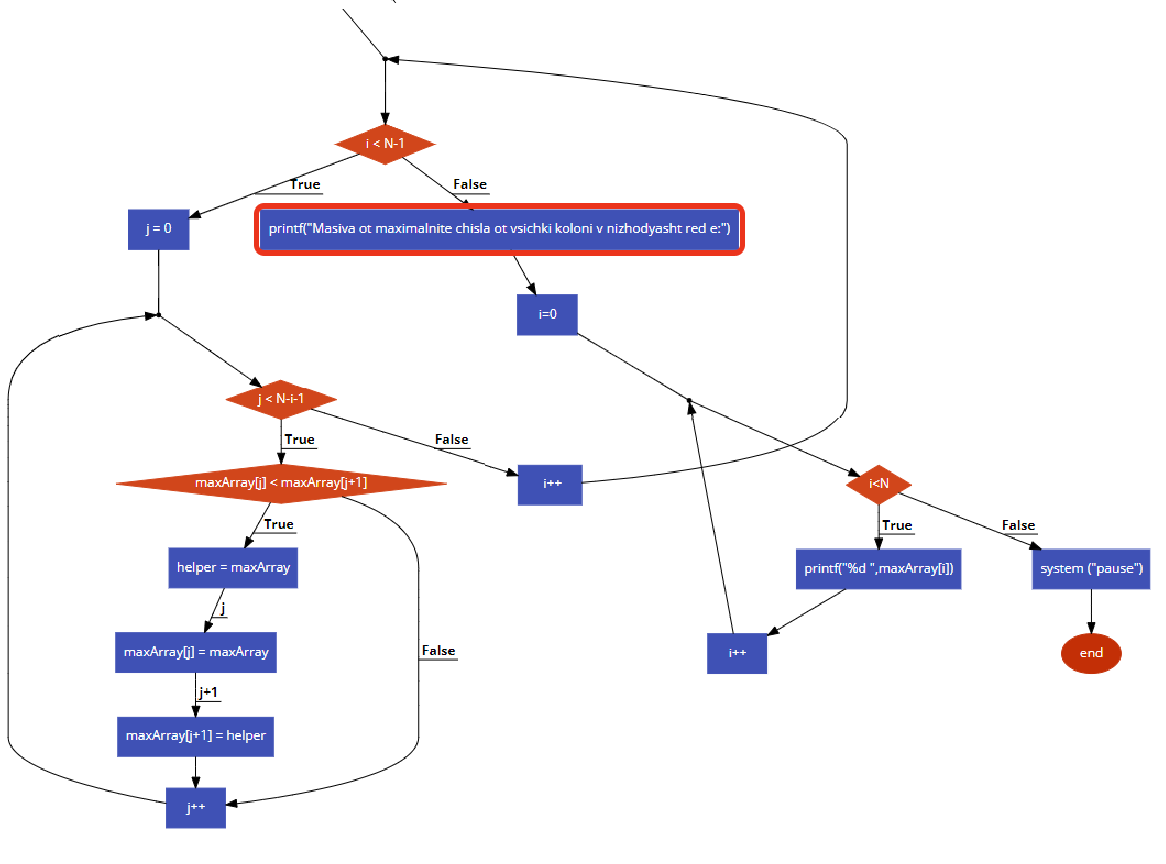 i < N-1
True
False
j = 0
printf("Masiva ot maximalnite chisla ot vsichki koloni v nizhodyasht red e:")
i=0
j < N-i-1
True
False
maxArray[j] < maxArray[j+1]
i++
i<N
True
False
True
False
helper = maxArray
printf("%d ",maxArray[i])
system ("pause")i
j
maxArray[j] = maxArray
False
i++
end
j+1
maxArray[j+1] = helper
j++